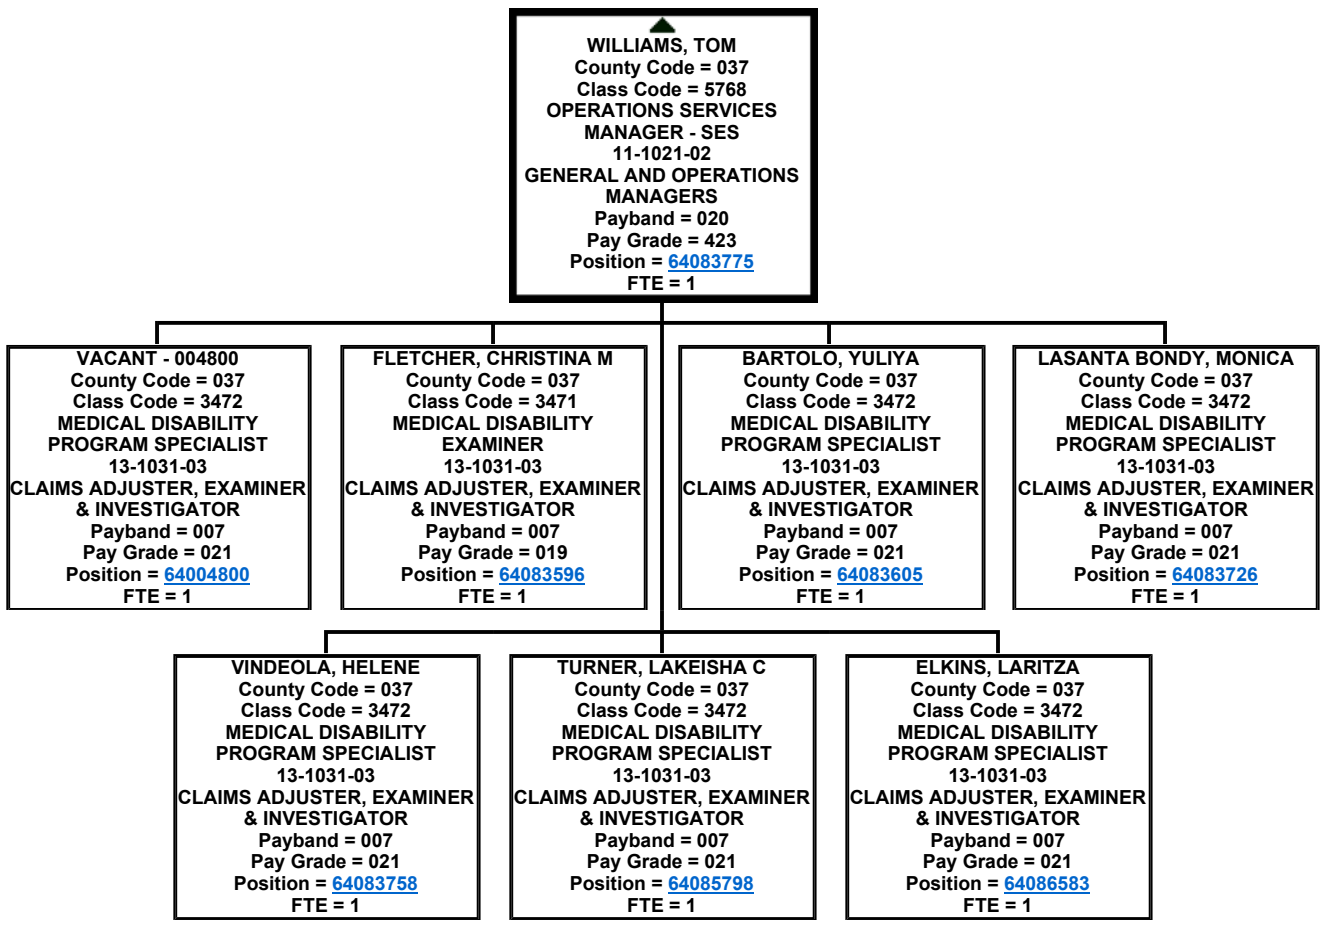 WILLIAMS, TOM
County Code = 037
Class Code = 5768
OPERATIONS SERVICES
MANAGER - SES
11-1021-02
GENERAL AND OPERATIONS
MANAGERS
Payband = 020
Pay Grade = 423
Position = 64083775
FTE = 1
VACANT - 004800
County Code = 037
Class Code = 3472
MEDICAL DISABILITY
PROGRAM SPECIALIST
13-1031-03
CLAIMS ADJUSTER, EXAMINER
& INVESTIGATOR
Payband = 007
Pay Grade = 021
Position = 64004800
FTE = 1
FLETCHER, CHRISTINA M
County Code = 037
Class Code = 3471
MEDICAL DISABILITY
EXAMINER
13-1031-03
CLAIMS ADJUSTER, EXAMINER
& INVESTIGATOR
Payband = 007
Pay Grade = 019
Position = 64083596
FTE = 1
BARTOLO, YULIYA
County Code = 037
Class Code = 3472
MEDICAL DISABILITY
PROGRAM SPECIALIST
13-1031-03
CLAIMS ADJUSTER, EXAMINER
& INVESTIGATOR
Payband = 007
Pay Grade = 021
Position = 64083605
FTE = 1
LASANTA BONDY, MONICA
County Code = 037
Class Code = 3472
MEDICAL DISABILITY
PROGRAM SPECIALIST
13-1031-03
CLAIMS ADJUSTER, EXAMINER
& INVESTIGATOR
Payband = 007
Pay Grade = 021
Position = 64083726
FTE = 1
VINDEOLA, HELENE
County Code = 037
Class Code = 3472
MEDICAL DISABILITY
PROGRAM SPECIALIST
13-1031-03
CLAIMS ADJUSTER, EXAMINER
& INVESTIGATOR
Payband = 007
Pay Grade = 021
Position = 64083758
FTE = 1
TURNER, LAKEISHA C
County Code = 037
Class Code = 3472
MEDICAL DISABILITY
PROGRAM SPECIALIST
13-1031-03
CLAIMS ADJUSTER, EXAMINER
& INVESTIGATOR
Payband = 007
Pay Grade = 021
Position = 64085798
FTE = 1
ELKINS, LARITZA
County Code = 037
Class Code = 3472
MEDICAL DISABILITY
PROGRAM SPECIALIST
13-1031-03
CLAIMS ADJUSTER, EXAMINER
& INVESTIGATOR
Payband = 007
Pay Grade = 021
Position = 64086583
FTE = 1